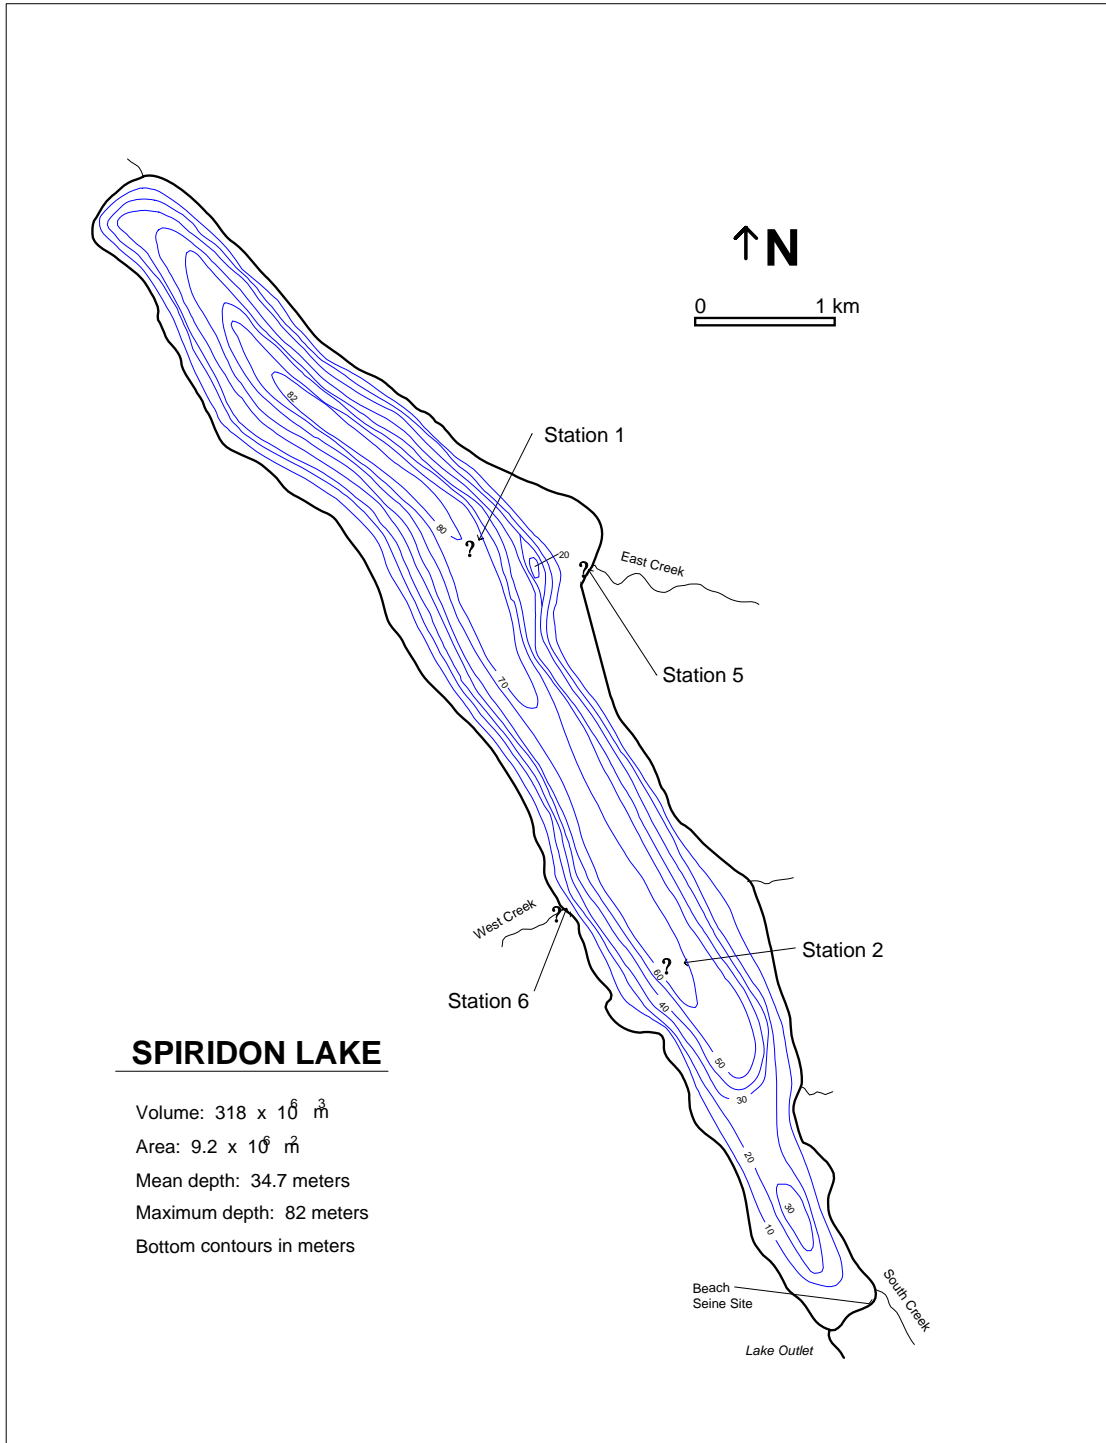 N
0 1 km
82
Station 1
80
?
20
?
East Creek
Station 5
70
West Creek
?
Station 2
?
60
Station 6
40
SPIRIDON LAKE
50
30
Volume: 318 x 10⁶ m³
Area: 9.2 x 10⁶ m²
20
Mean depth: 34.7 meters
30
Maximum depth: 82 meters
10
Bottom contours in meters
Beach
Seine Site
South Creek
Lake Outlet